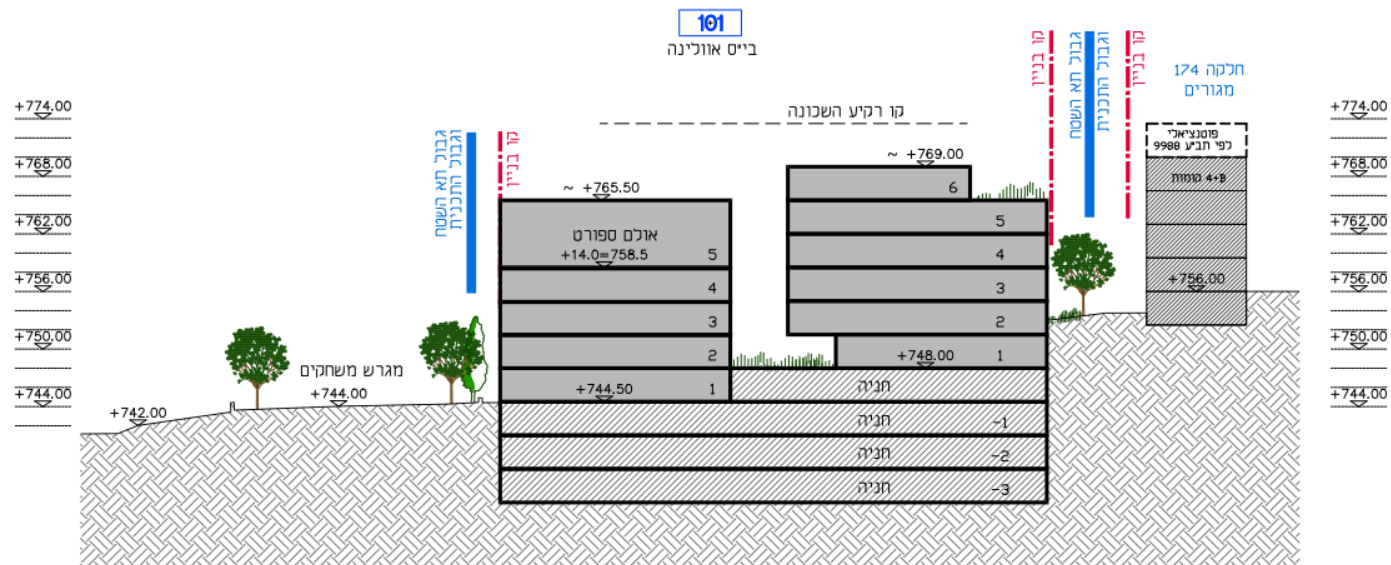 101
בי"ס אוולינה
קו בניין
גבול תא השטח
וגבול התכנית
קו בניין
חלקה 174
מגורים
קו רקיע השכונה
+774.00
+768.00
+762.00
+756.00
+750.00
+744.00
+774.00
+768.00
+762.00
+756.00
+750.00
+744.00
גבול תא השטח
וגבול התכנית
קו בניין
~ +765.50
אולם ספורט
+14.0=758.5
5
4
3
2
+744.50
1
~ +769.00
6
5
4
3
2
+748.00
1
פוטנציאלי
לפי תב"ע 9988
4+B קומות
+756.00
מגרש משחקים
+744.00
+742.00
חניה
חניה
-1
חניה
-2
חניה
-3